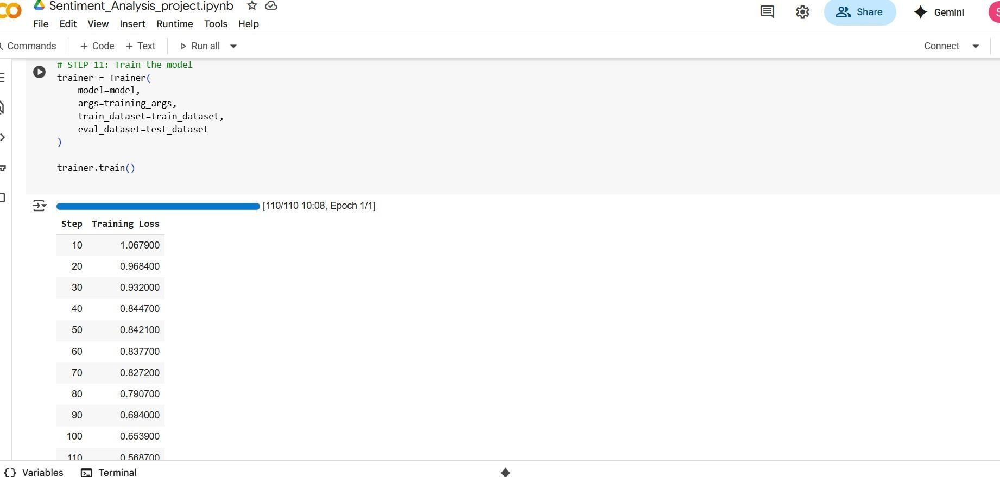 Sentiment_Analysis_project.ipynb
File Edit View Insert Runtime Tools Help
Share
Gemini
Commands + Code + Text Run all
Connect
# STEP 11: Train the model
trainer = Trainer(
    model=model,
    args=training_args,
    train_dataset=train_dataset,
    eval_dataset=test_dataset
)
trainer.train()
[110/110 10:08, Epoch 1/1]
Step Training Loss
10 1.067900
20 0.968400
30 0.932000
40 0.844700
50 0.842100
60 0.837700
70 0.827200
80 0.790700
90 0.694000
100 0.653900
110 0.568700
{} Variables Terminal